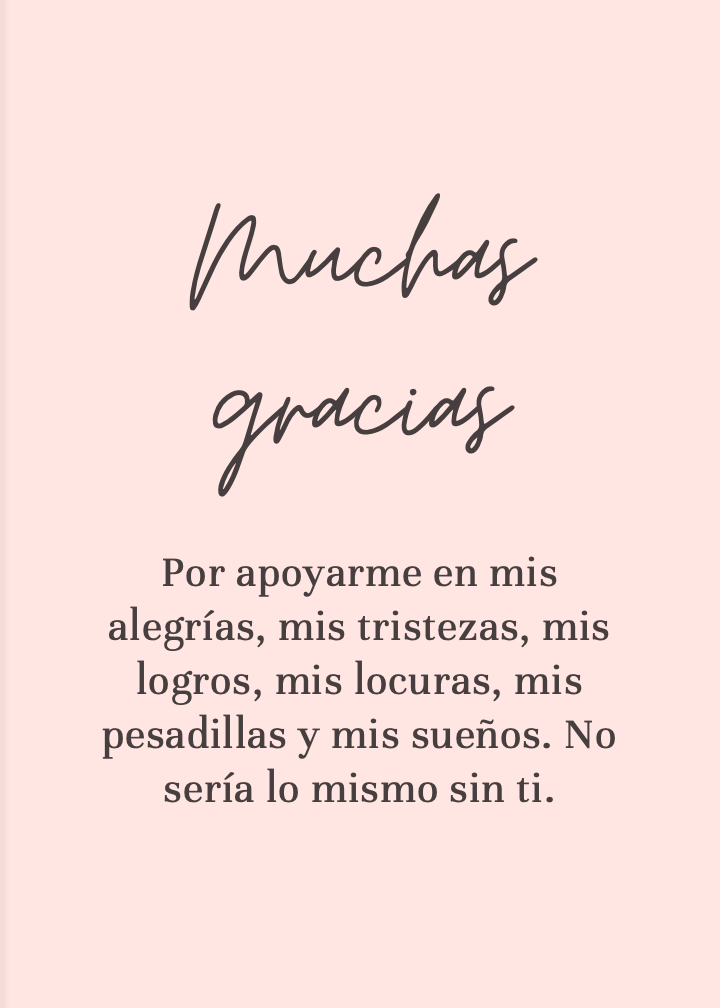 Muchas
gracias
Por apoyarme en mis
alegrías, mis tristezas, mis
logros, mis locuras, mis
pesadillas y mis sueños. No
sería lo mismo sin ti.